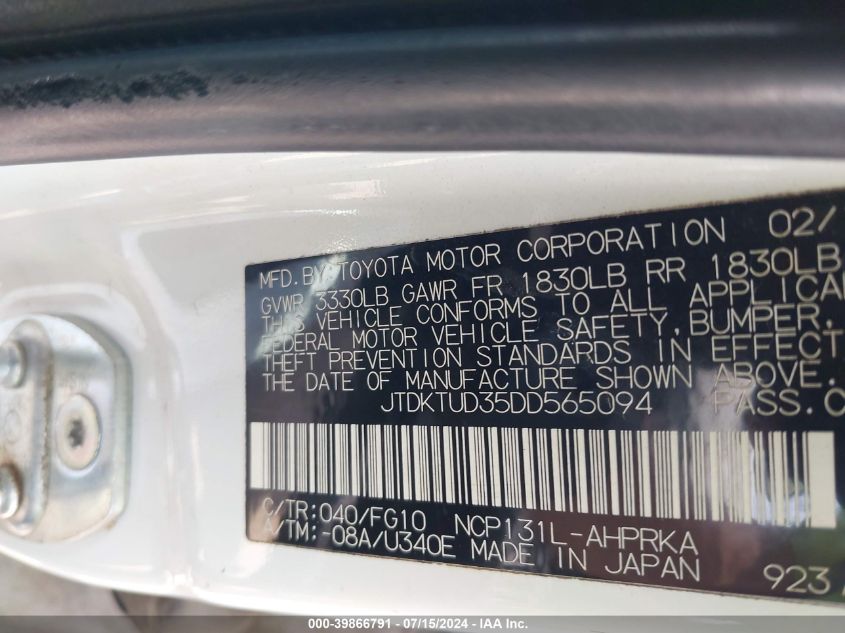 MFD.BY:TOYOTA MOTOR CORPORATION 02/
GVWR 3330LB GAWR FR 1830LB RR 1830LB
THIS VEHICLE CONFORMS TO ALL APPLICA
FEDERAL MOTOR VEHICLE SAFETY,BUMPER,
THEFT PREVENTION STANDARDS IN EFFECT
THE DATE OF MANUFACTURE SHOWN ABOVE.
JTDKTUD35DD565094 PASS.C
C/TR:040/FG10 NCP131L-AHPRKA
A/TM:-08A/U340E MADE IN JAPAN 923
000-39866791 - 07/15/2024 - IAA Inc.